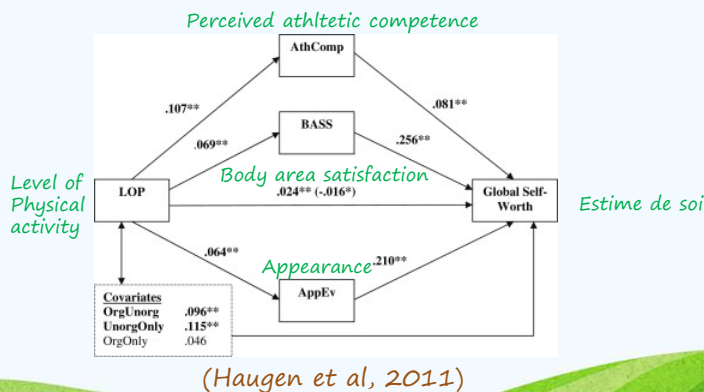 Perceived athltetic competence
AthComp
.107**
.081**
BASS
.069**
.256**
Body area satisfaction
Level of
Physical
activity
LOP
.024** (-.016*)
Global Self-
Worth
Estime de soi
.064**
Appearance
.210**
AppEv
Covariates
OrgUnorg .096**
UnorgOnly .115**
OrgOnly .046
(Haugen et al, 2011)